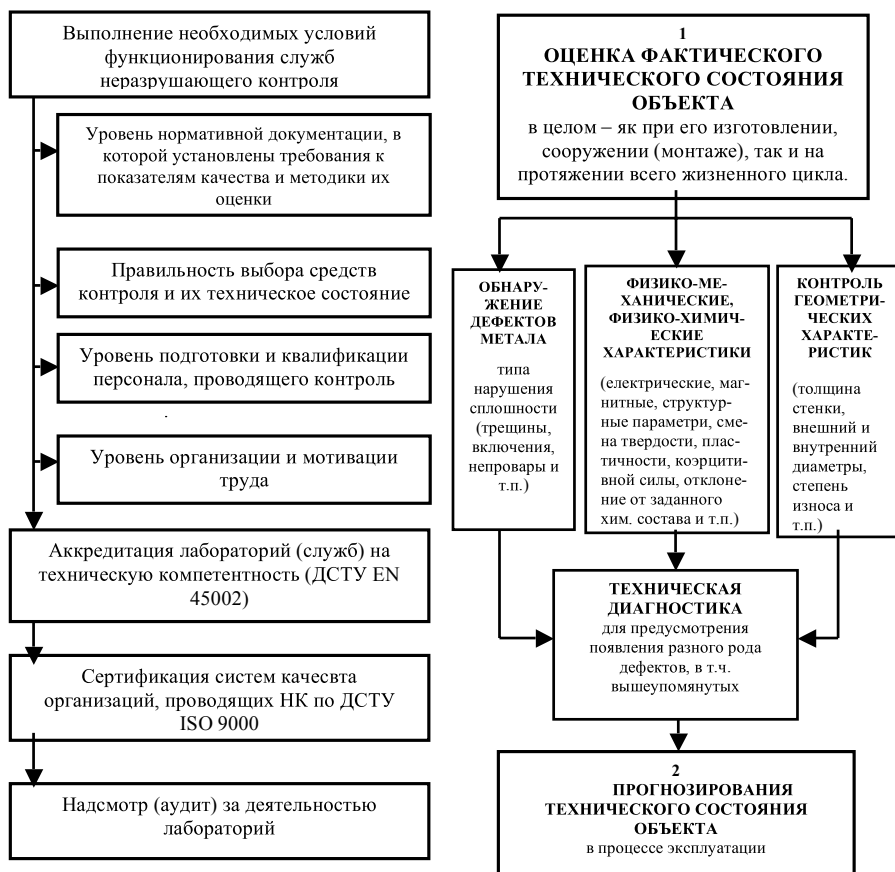 Выполнение необходимых условий
функционирования служб
неразрушающего контроля
Уровень нормативной документации, в
которой установлены требования к
показателям качества и методики их
оценки
Правильность выбора средств
контроля и их техническое состояние
Уровень подготовки и квалификации
персонала, проводящего контроль
.
Уровень организации и мотивации
труда
Аккредитация лабораторий (служб) на
техническую компетентность (ДСТУ EN
45002)
Сертификация систем качесвта
организаций, проводящих НК по ДСТУ
ISO 9000
Надсмотр (аудит) за деятельностью
лабораторий
1
ОЦЕНКА ФАКТИЧЕСКОГО
ТЕХНИЧЕСКОГО СОСТОЯНИЯ
ОБЪЕКТА
в целом – як при его изготовлении,
сооружении (монтаже), так и на
протяжении всего жизненного цикла.
ОБНАРУ-
ЖЕНИЕ
ДЕФЕКТОВ
МЕТАЛА
типа
нарушения
сплошности
(трещины,
включения,
непровары и
т.п.)
ФИЗИКО-МЕ-
ХАНИЧЕСКИЕ,
ФИЗИКО-ХИМИЧ-
ЕСКИЕ
ХАРАКТЕРИСТИКИ
(електрические, маг-
нитные, структур-
ные параметри, сме-
на твердости, плас-
тичности, коэрцити-
вной силы, отклоне-
ние от заданного
хим. состава и т.п.)
КОНТРОЛЬ
ГЕОМЕТРИ-
ЧЕСКИХ
ХАРАКТЕ-
РИСТИК
(толщина
стенки,
внешний и
внутренний
диаметры,
степень
износа и
т.п.)
ТЕХНИЧЕСКАЯ
ДИАГНОСТИКА
для предусмотрения
появления разного рода
дефектов, в т.ч.
вышеупомянутых
2
ПРОГНОЗИРОВАНИЯ
ТЕХНИЧЕСКОГО СОСТОЯНИЯ
ОБЪЕКТА
в процессе эксплуатации